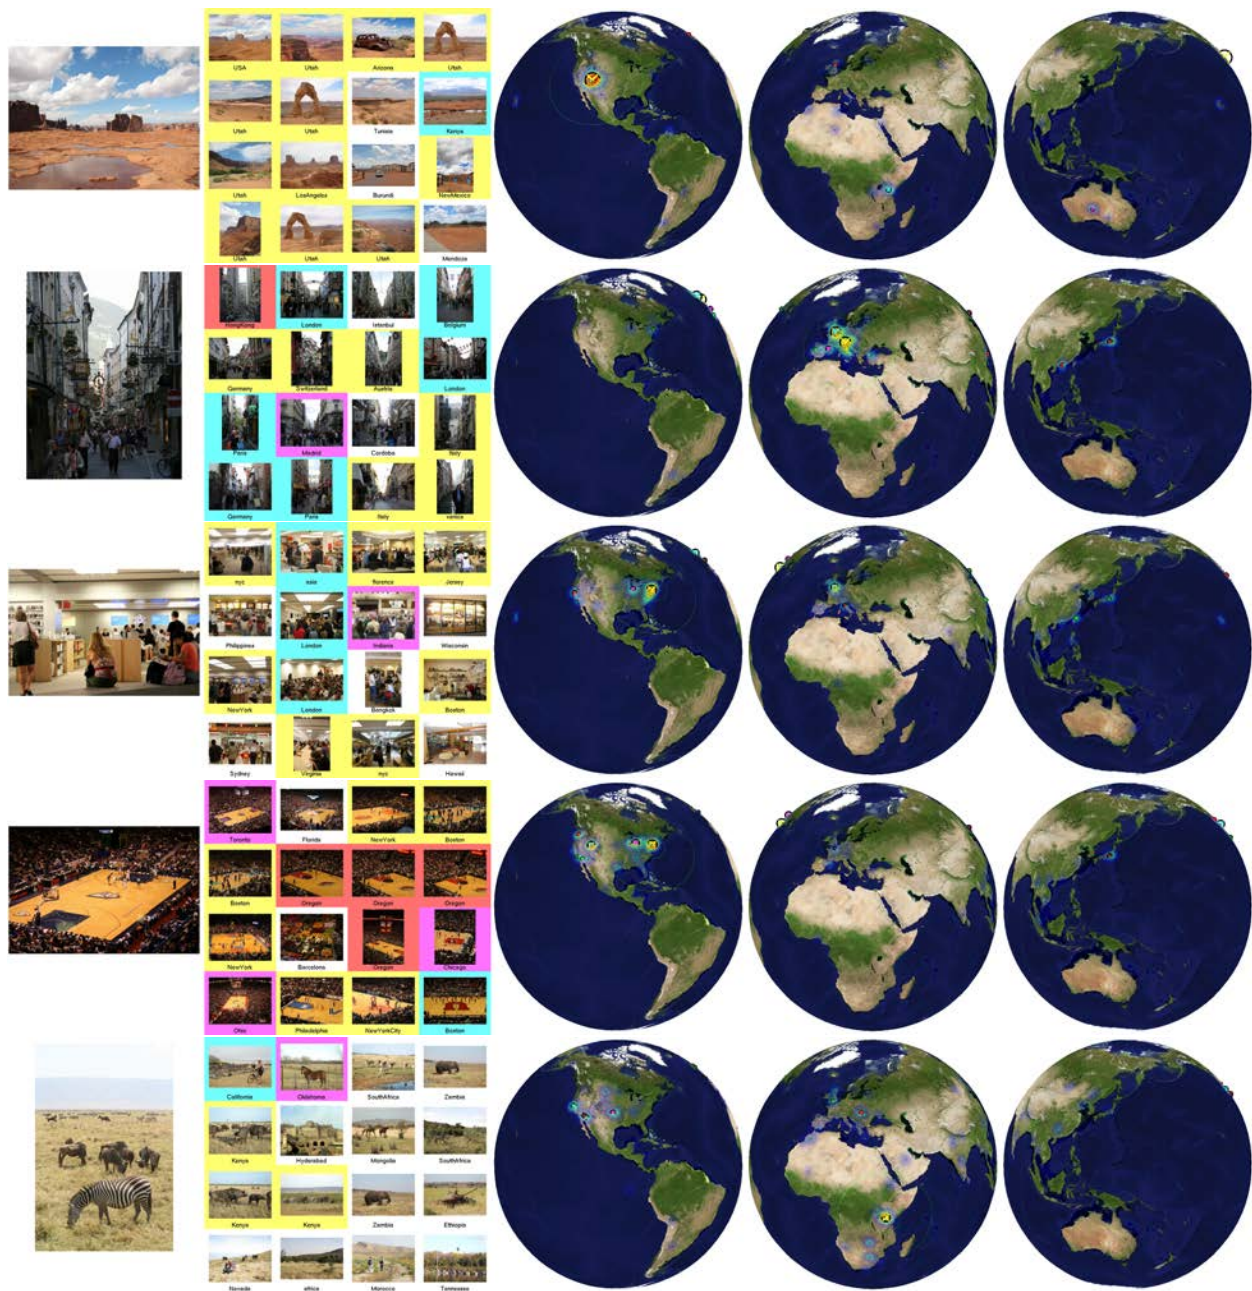 USA Utah Arizona Utah
Utah Utah Tunisia Kenya
Utah LosAngeles Burundi NewMexico
Utah Utah Utah Mendoza
HongKong London Istanbul Belgium
Germany Switzerland Austria London
Paris Madrid Cordoba Italy
Germany Paris Italy venice
nyc asia florence Jersey
Philippines London Indiana Wisconsin
NewYork London Bangkok Boston
Sydney Virginia nyc Hawaii
Toronto Florida NewYork Boston
Boston Oregon Oregon Oregon
NewYork Barcelona Oregon Chicago
Ohio Philadelphia NewYorkCity Boston
California Oklahoma SouthAfrica Zambia
Kenya Hyderabad Mongolia SouthAfrica
Kenya Kenya Zambia Ethiopia
Nevada africa Morocco Tennessee